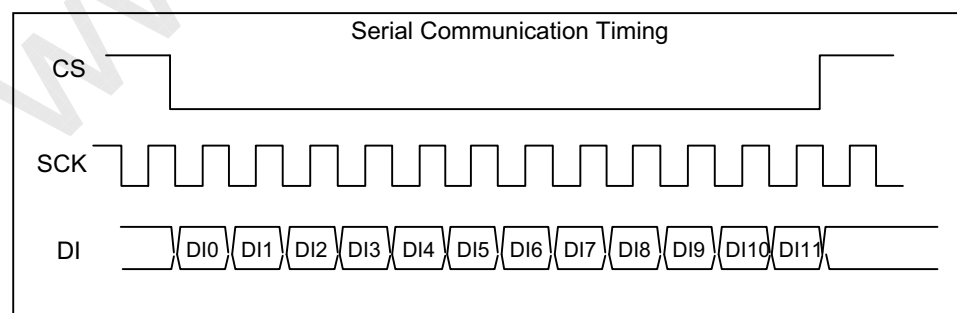 Serial Communication Timing
CS
SCK
DI DI0 DI1 DI2 DI3 DI4 DI5 DI6 DI7 DI8 DI9 DI10 DI11